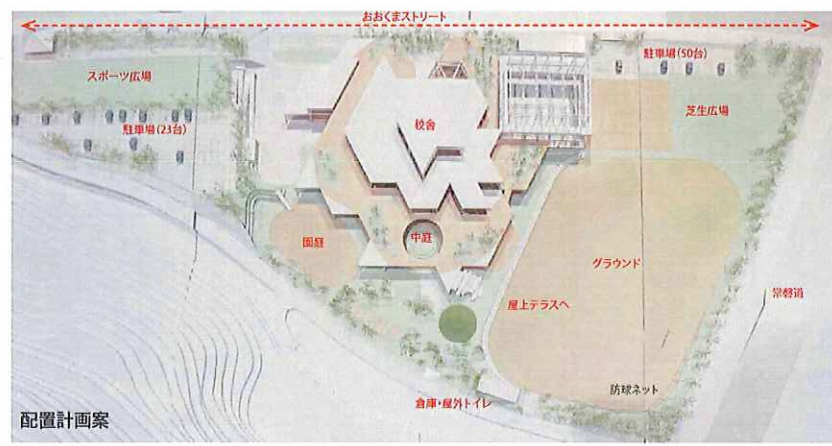 おおくまストリート
スポーツ広場
駐車場(50台)
芝生広場
駐車場(23台)
校舎
園庭
中庭
グラウンド
屋上テラスへ
常磐道
防球ネット
倉庫・屋外トイレ
配置計画案